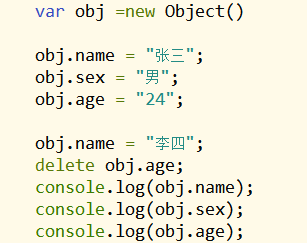 var obj =new Object()
obj.name = "张三";
obj.sex = "男";
obj.age = "24";
obj.name = "李四";
delete obj.age;
console.log(obj.name);
console.log(obj.sex);
console.log(obj.age);